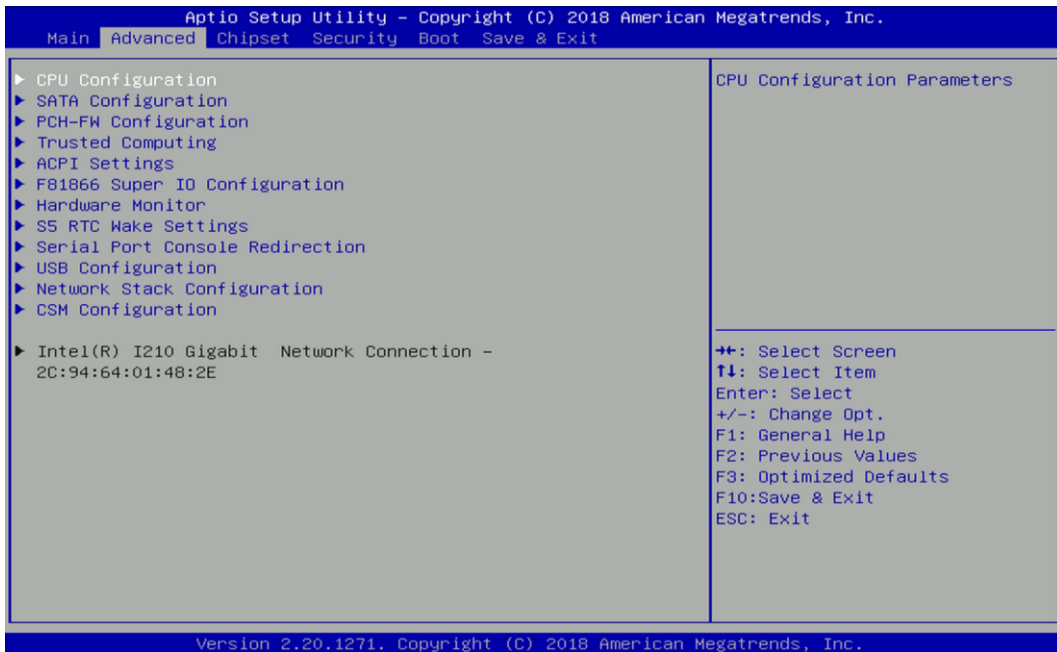 Aptio Setup Utility – Copyright (C) 2018 American Megatrends, Inc.
Main Advanced Chipset Security Boot Save & Exit
▶ CPU Configuration
▶ SATA Configuration
▶ PCH-FW Configuration
▶ Trusted Computing
▶ ACPI Settings
▶ F81866 Super IO Configuration
▶ Hardware Monitor
▶ S5 RTC Wake Settings
▶ Serial Port Console Redirection
▶ USB Configuration
▶ Network Stack Configuration
▶ CSM Configuration
▶ Intel(R) I210 Gigabit  Network Connection –
2C:94:64:01:48:2E
CPU Configuration Parameters
→←: Select Screen
↑↓: Select Item
Enter: Select
+/-: Change Opt.
F1: General Help
F2: Previous Values
F3: Optimized Defaults
F10:Save & Exit
ESC: Exit
Version 2.20.1271. Copyright (C) 2018 American Megatrends, Inc.